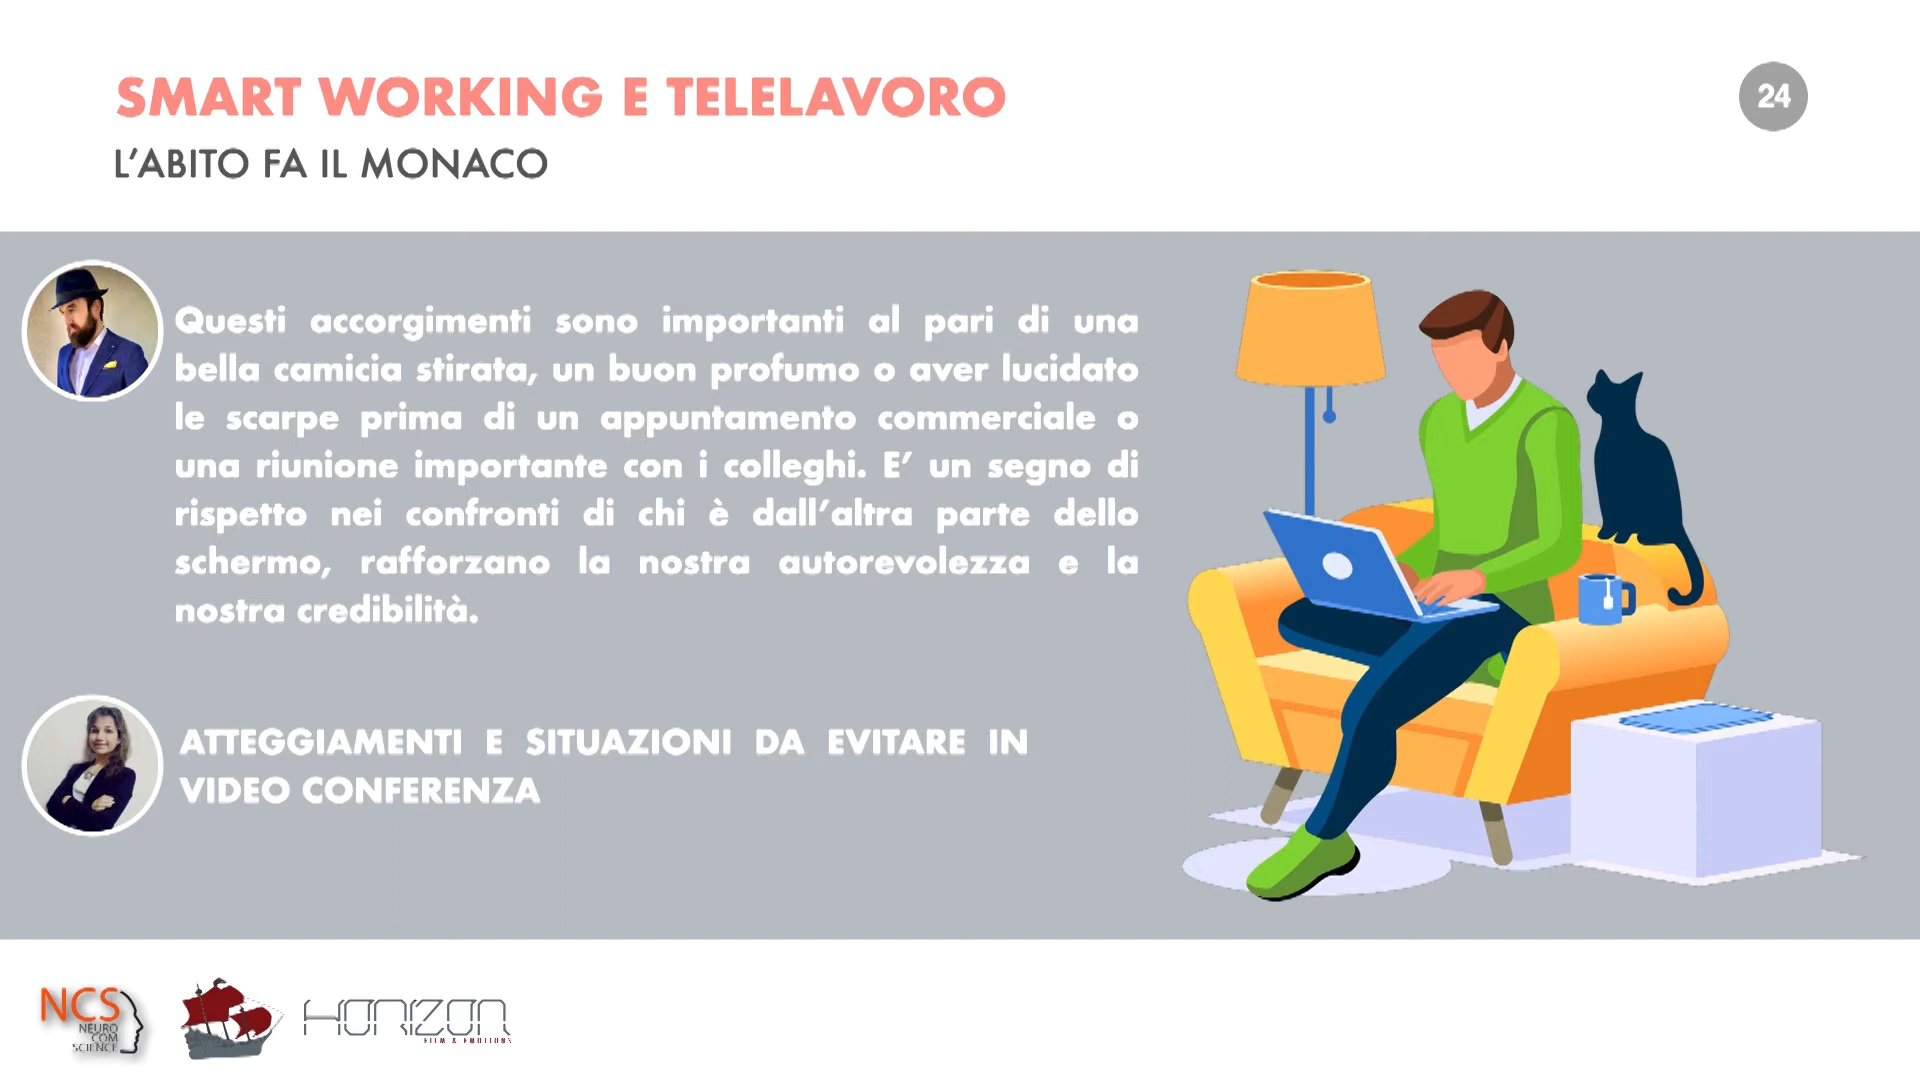 SMART WORKING E TELELAVORO
24
L’ABITO FA IL MONACO
Questi accorgimenti sono importanti al pari di una
bella camicia stirata, un buon profumo o aver lucidato
le scarpe prima di un appuntamento commerciale o
una riunione importante con i colleghi. E’ un segno di
rispetto nei confronti di chi è dall’altra parte dello
schermo, rafforzano la nostra autorevolezza e la
nostra credibilità.
ATTEGGIAMENTI E SITUAZIONI DA EVITARE IN
VIDEO CONFERENZA
NCS
NEURO
COM
SCIENCE
HORIZON
FILM & EMOTIONS